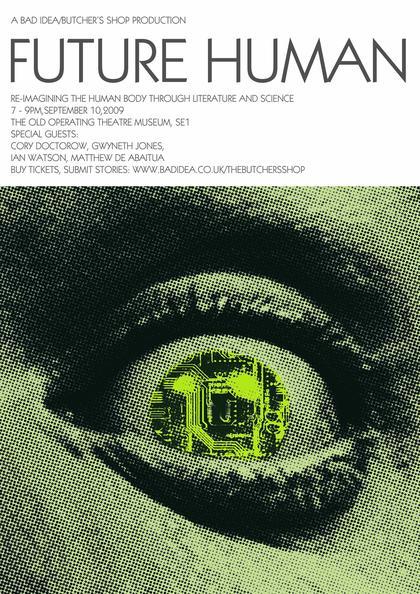 A BAD IDEA/BUTCHER'S SHOP PRODUCTION
FUTURE HUMAN
RE-IMAGINING THE HUMAN BODY THROUGH LITERATURE AND SCIENCE
7 - 9PM,SEPTEMBER 10,2009
THE OLD OPERATING THEATRE MUSEUM, SE1
SPECIAL GUESTS:
CORY DOCTOROW, GWYNETH JONES,
IAN WATSON, MATTHEW DE ABAITUA
BUY TICKETS, SUBMIT STORIES: WWW.BADIDEA.CO.UK/THEBUTCHERSSHOP